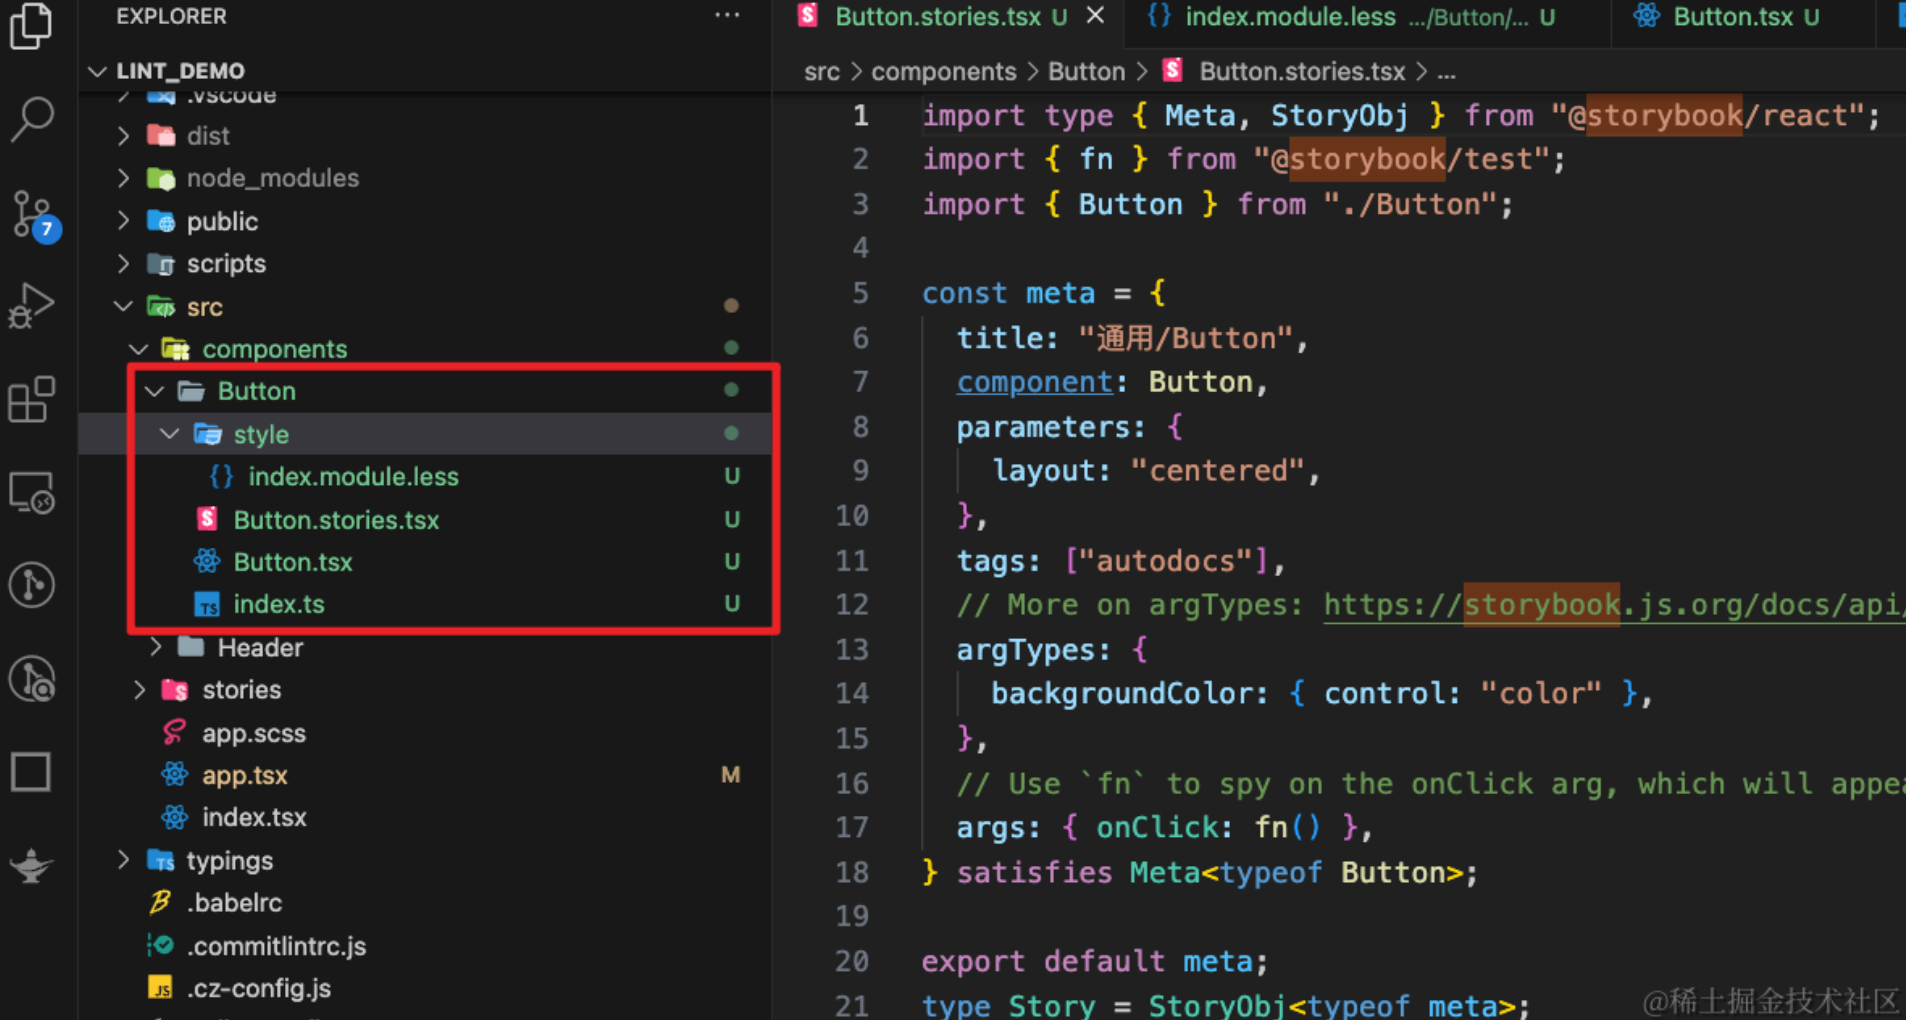 EXPLORER
LINT_DEMO
.vscode
dist
node_modules
public
scripts
src
components
Button
style
index.module.less U
Button.stories.tsx U
Button.tsx U
index.ts U
Header
stories
app.scss
app.tsx M
index.tsx
typings
.babelrc
.commitlintrc.js
.cz-config.js
7
Button.stories.tsx U
index.module.less .../Button/... U
Button.tsx U
src > components > Button > Button.stories.tsx > ...
1 import type { Meta, StoryObj } from "@storybook/react";
2 import { fn } from "@storybook/test";
3 import { Button } from "./Button";
4
5 const meta = {
6 title: "通用/Button",
7 component: Button,
8 parameters: {
9 layout: "centered",
10 },
11 tags: ["autodocs"],
12 // More on argTypes: https://storybook.js.org/docs/api/
13 argTypes: {
14 backgroundColor: { control: "color" },
15 },
16 // Use `fn` to spy on the onClick arg, which will appea
17 args: { onClick: fn() },
18 } satisfies Meta<typeof Button>;
19
20 export default meta;
21 type Story = StoryObj<typeof meta>;
@稀土掘金技术社区